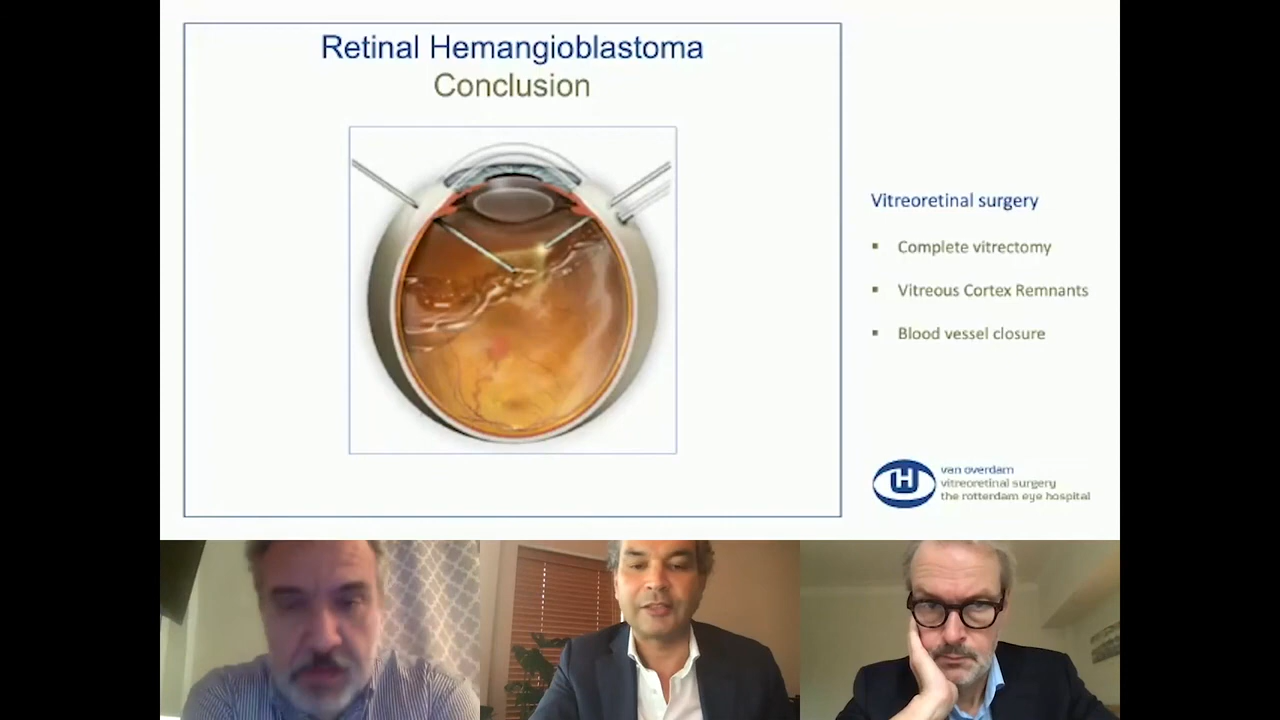 Retinal Hemangioblastoma
Conclusion
Vitreoretinal surgery
▪ Complete vitrectomy
▪ Vitreous Cortex Remnants
▪ Blood vessel closure
H
van overdam
vitreoretinal surgery
the rotterdam eye hospital